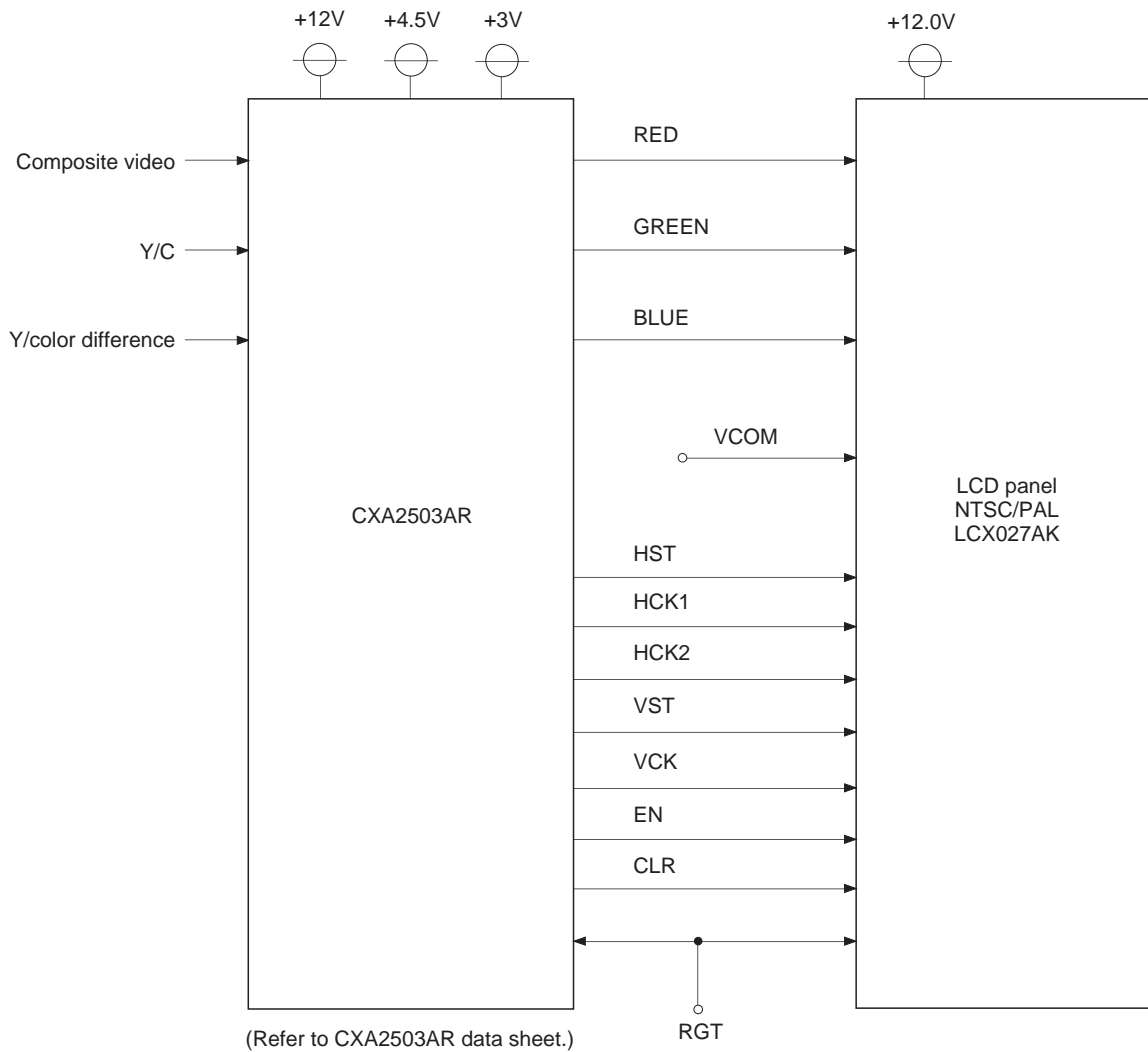 +12V
+4.5V
+3V
+12.0V
Composite video
RED
Y/C
GREEN
Y/color difference
BLUE
VCOM
CXA2503AR
LCD panel
NTSC/PAL
LCX027AK
HST
HCK1
HCK2
VST
VCK
EN
CLR
RGT
(Refer to CXA2503AR data sheet.)